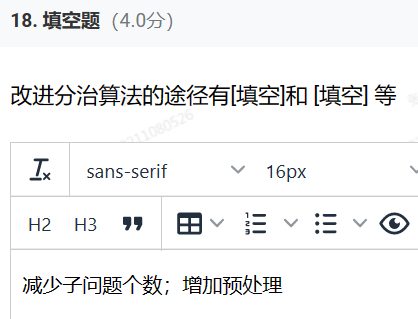 18. 填空题（4.0分）
改进分治算法的途径有[填空]和 [填空] 等
211080526
sans-serif 16px
H2 H3
减少子问题个数；增加预处理